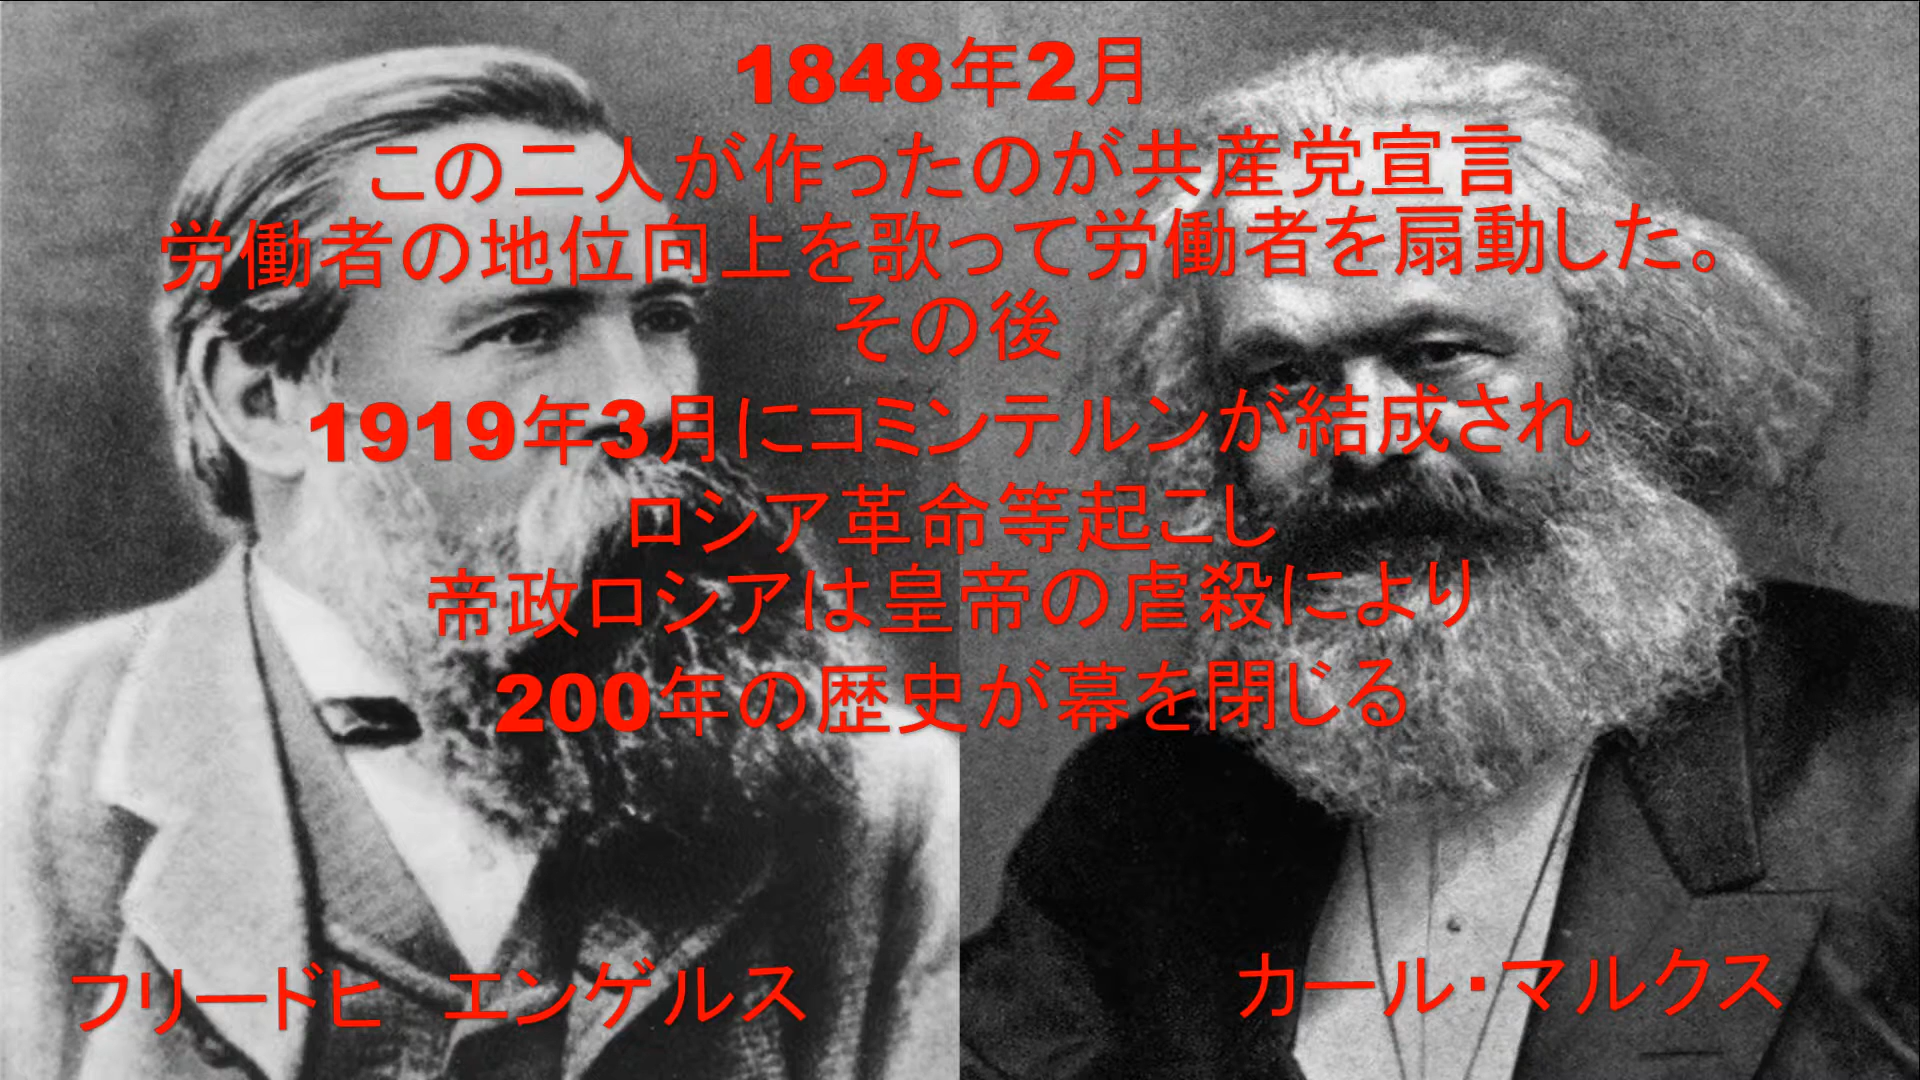 1848年2月
この二人が作ったのが共産党宣言
労働者の地位向上を歌って労働者を扇動した。
その後
1919年3月にコミンテルンが結成され
ロシア革命等起こし
帝政ロシアは皇帝の虐殺により
200年の歴史が幕を閉じる
フリードヒ　エンゲルス
カール・マルクス